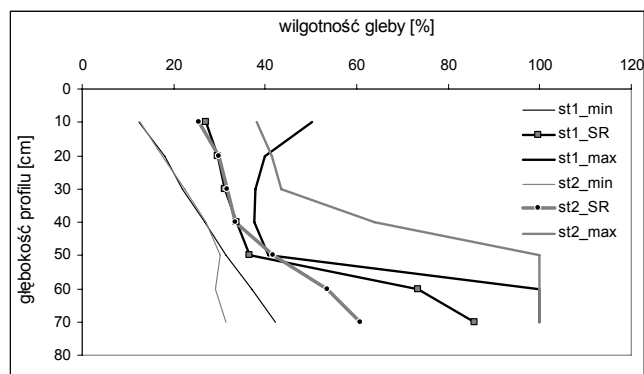 wilgotność gleby [%]
0 20 40 60 80 100 120
głębokość profilu [cm]
0
10
20
30
40
50
60
70
80
st1_min
st1_SR
st1_max
st2_min
st2_SR
st2_max